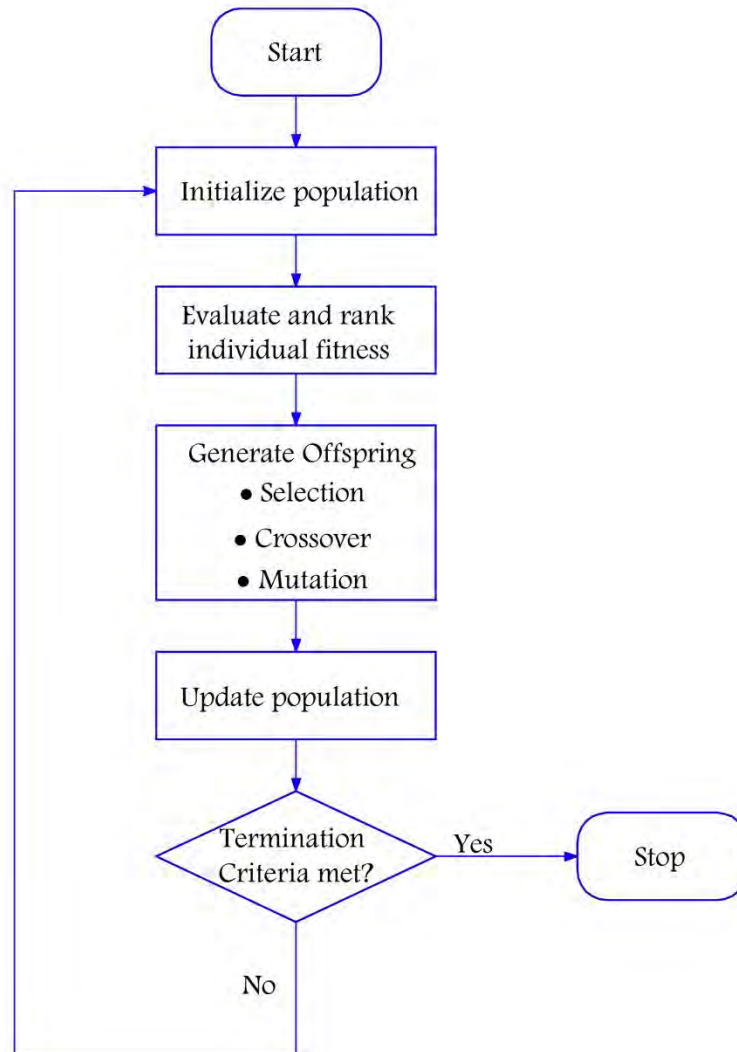 Start
Initialize population
Evaluate and rank
individual fitness
Generate Offspring
• Selection
• Crossover
• Mutation
Update population
Termination
Criteria met?
Yes
Stop
No